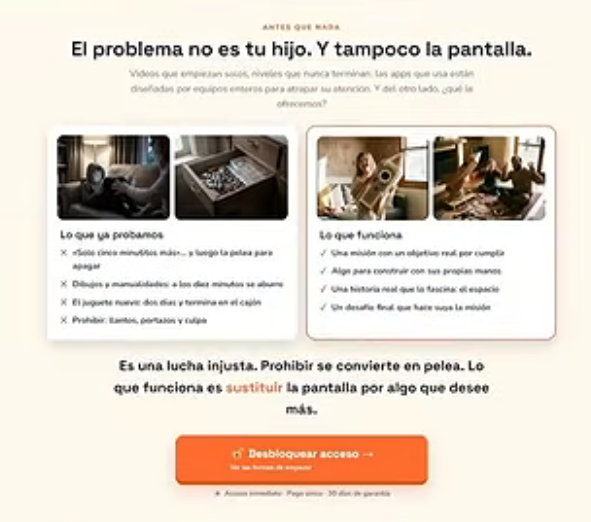 ANTES QUE NADA
El problema no es tu hijo. Y tampoco la pantalla.
Videos que empiezan solos, niveles que nunca terminan: las apps que usa están
diseñadas por equipos enteros para atrapar su atención. Y del otro lado, ¿qué le
ofrecemos?
Lo que ya probamos
✕ «Solo cinco minutitos más»... y luego la pelea para
apagar
✕ Dibujos y manualidades: a los diez minutos se aburre
✕ El juguete nuevo: dos días y termina en el cajón
✕ Prohibir: llantos, portazos y culpa
Lo que funciona
✓ Una misión con un objetivo real por cumplir
✓ Algo para construir con sus propias manos
✓ Una historia real que lo fascina: el espacio
✓ Un desafío final que hace suya la misión
Es una lucha injusta. Prohibir se convierte en pelea. Lo
que funciona es sustituir la pantalla por algo que desee
más.
Desbloquear acceso →
Ver las formas de empezar
Acceso inmediato · Pago único · 30 días de garantía